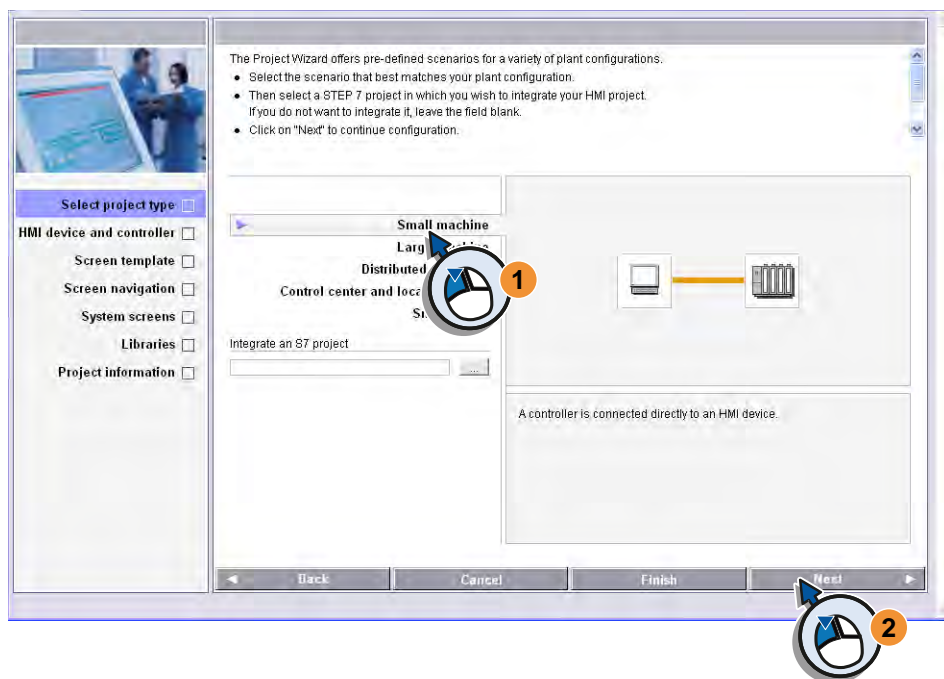 The Project Wizard offers pre-defined scenarios for a variety of plant configurations.
• Select the scenario that best matches your plant configuration.
• Then select a STEP 7 project in which you wish to integrate your HMI project.
If you do not want to integrate it, leave the field blank.
• Click on "Next" to continue configuration.
Select project type
HMI device and controller
Screen template
Screen navigation
System screens
Libraries
Project information
Small machine
Distributed
Control center and
1
Integrate an S7 project
...
A controller is connected directly to an HMI device.
Back
Cancel
Finish
Next
2